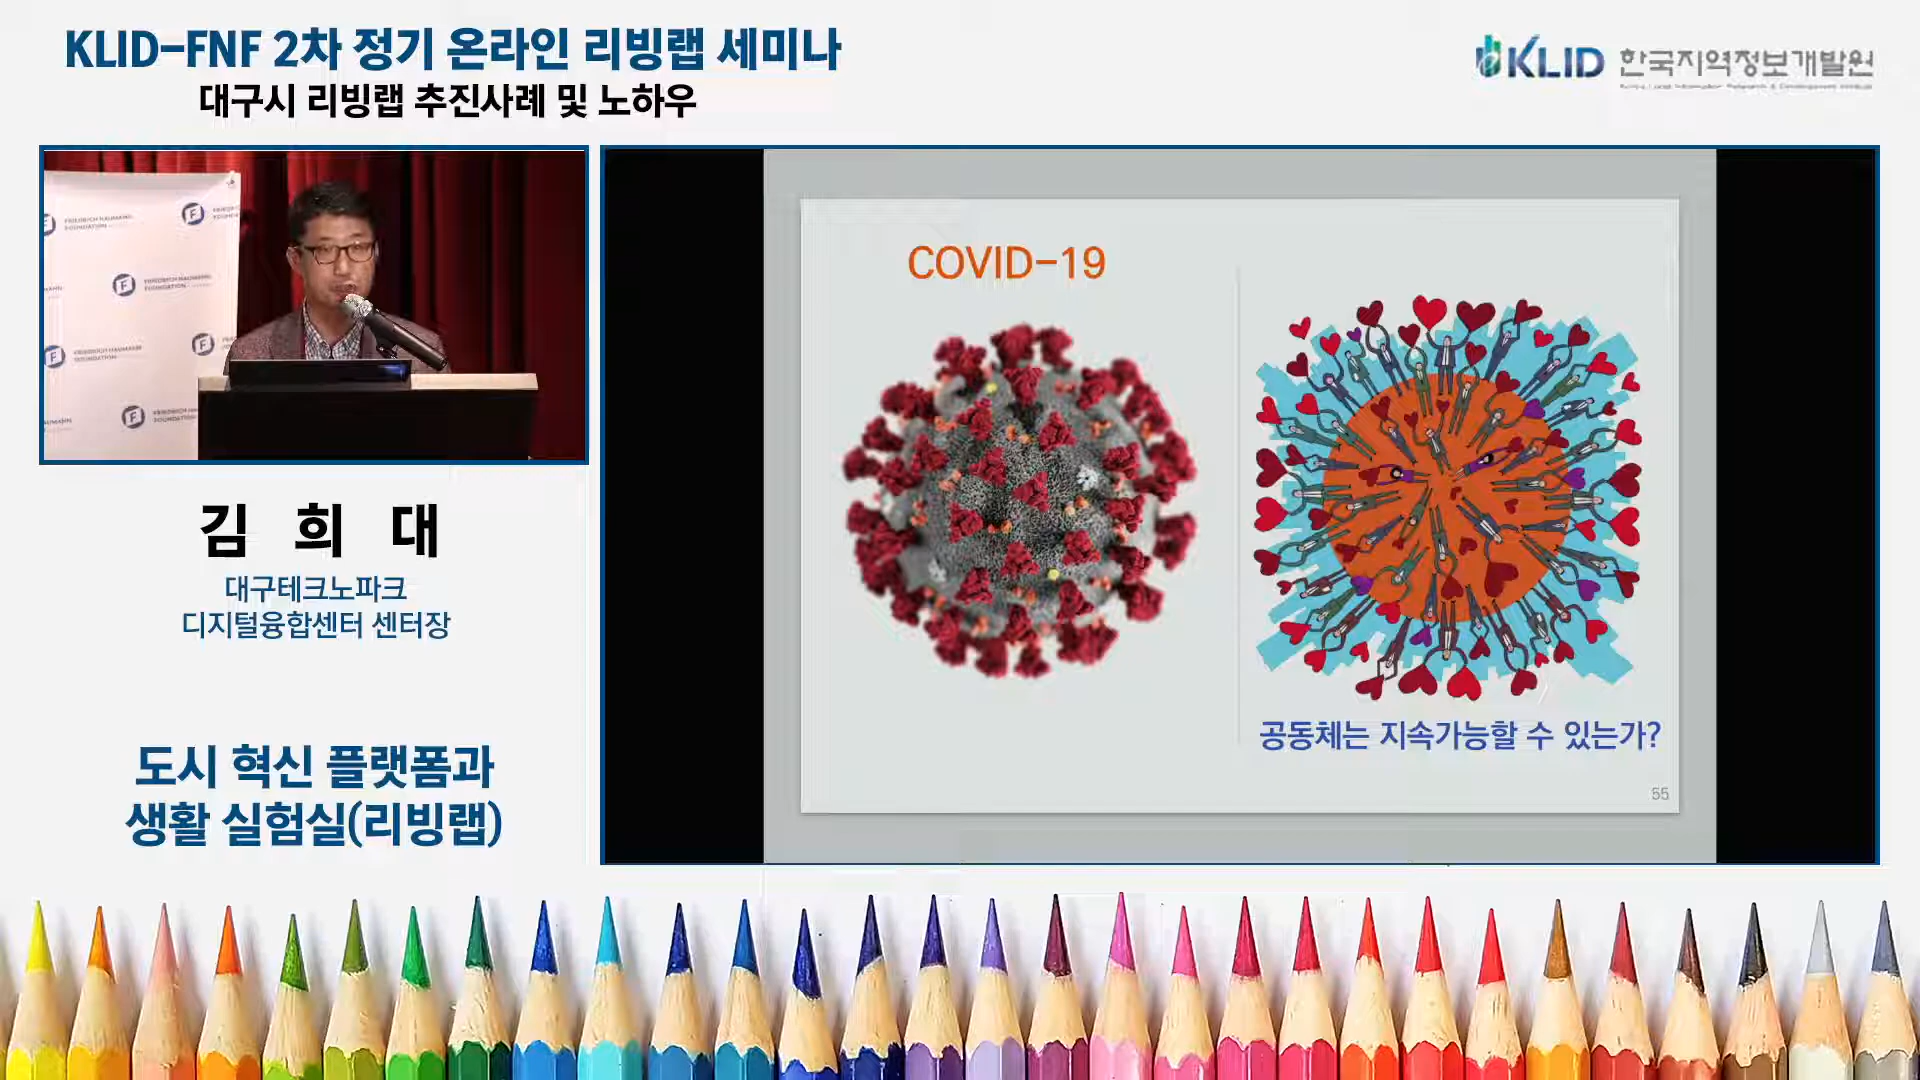 KLID-FNF 2차 정기 온라인 리빙랩 세미나
대구시 리빙랩 추진사례 및 노하우
KLID 한국지역정보개발원
FRIEDRICH NAUMANN
FOUNDATION
김 희 대
대구테크노파크
디지털융합센터 센터장
도시 혁신 플랫폼과
생활 실험실(리빙랩)
COVID-19
공동체는 지속가능할 수 있는가?
55